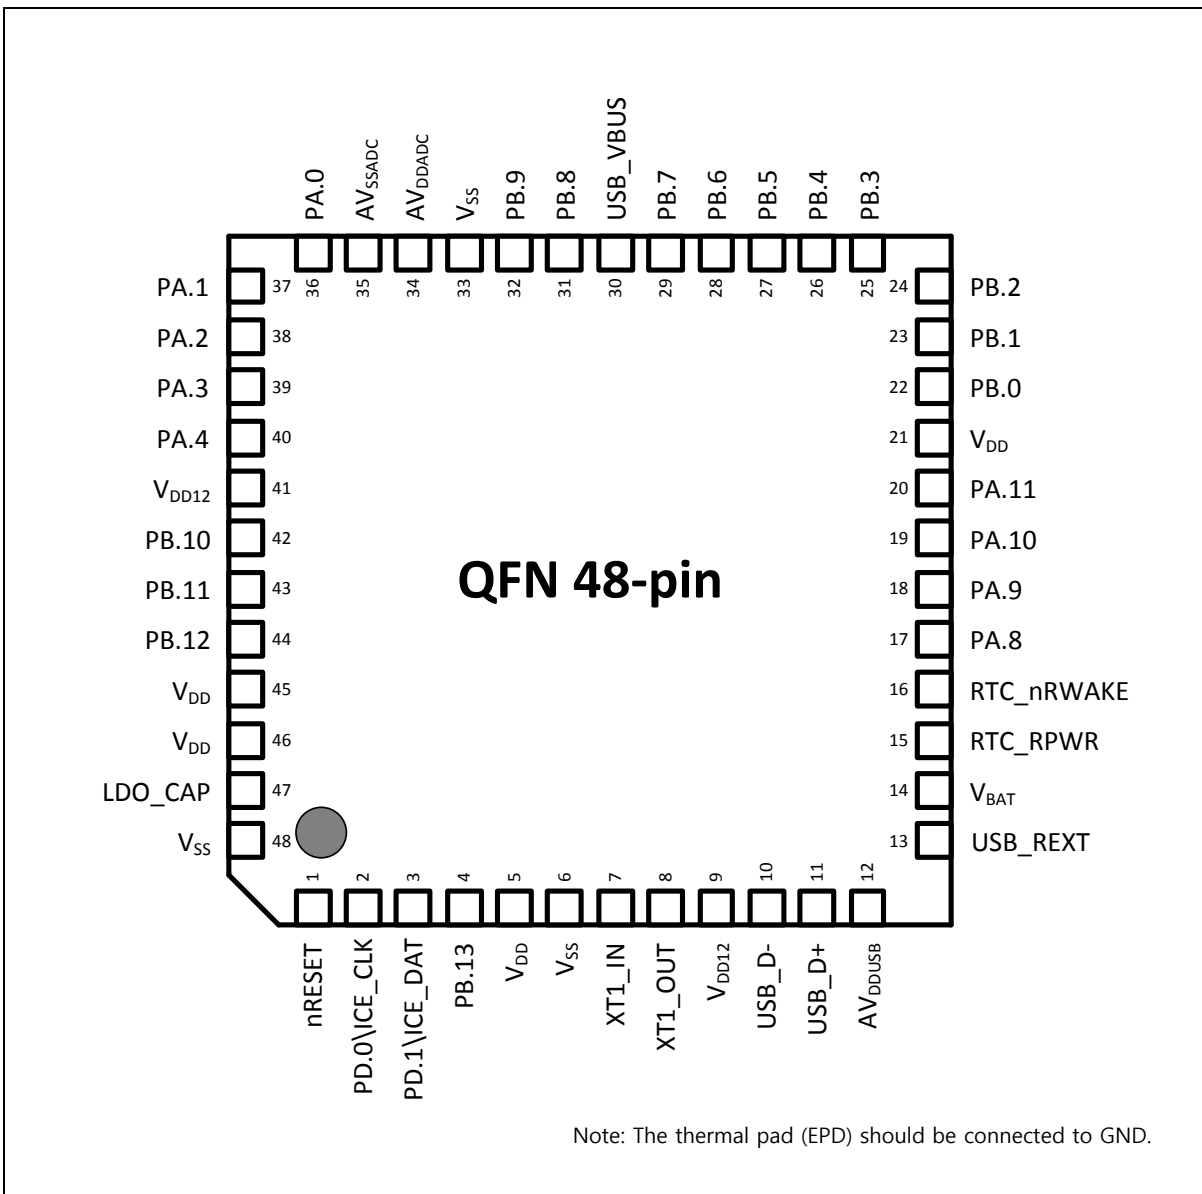 PA.0
AVSSADC
AVDDADC
VSS
PB.9
PB.8
USB_VBUS
PB.7
PB.6
PB.5
PB.4
PB.3
36
35
34
33
32
31
30
29
28
27
26
25
PA.1 37
PA.2 38
PA.3 39
PA.4 40
VDD12 41
PB.10 42
PB.11 43
PB.12 44
VDD 45
VDD 46
LDO_CAP 47
VSS 48
QFN 48-pin
24 PB.2
23 PB.1
22 PB.0
21 VDD
20 PA.11
19 PA.10
18 PA.9
17 PA.8
16 RTC_nRWAKE
15 RTC_RPWR
14 VBAT
13 USB_REXT
1
2
3
4
5
6
7
8
9
10
11
12
nRESET
PD.0\ICE_CLK
PD.1\ICE_DAT
PB.13
VDD
VSS
XT1_IN
XT1_OUT
VDD12
USB_D-
USB_D+
AVDDUSB
Note: The thermal pad (EPD) should be connected to GND.